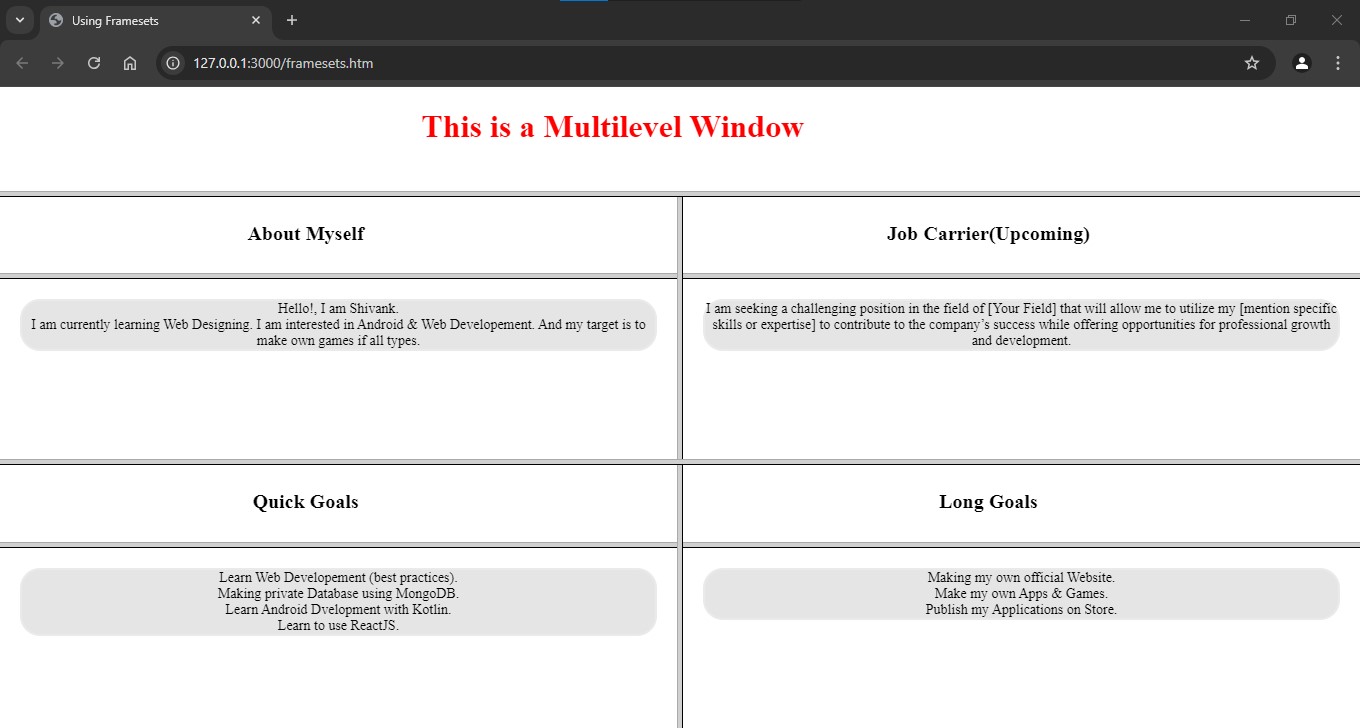 Using Framesets
127.0.0.1:3000/framesets.htm
This is a Multilevel Window
About Myself
Hello!, I am Shivank.
I am currently learning Web Designing. I am interested in Android & Web Developement. And my target is to
make own games if all types.
Job Carrier(Upcoming)
I am seeking a challenging position in the field of [Your Field] that will allow me to utilize my [mention specific
skills or expertise] to contribute to the company’s success while offering opportunities for professional growth
and development.
Quick Goals
Learn Web Developement (best practices).
Making private Database using MongoDB.
Learn Android Dvelopment with Kotlin.
Learn to use ReactJS.
Long Goals
Making my own official Website.
Make my own Apps & Games.
Publish my Applications on Store.